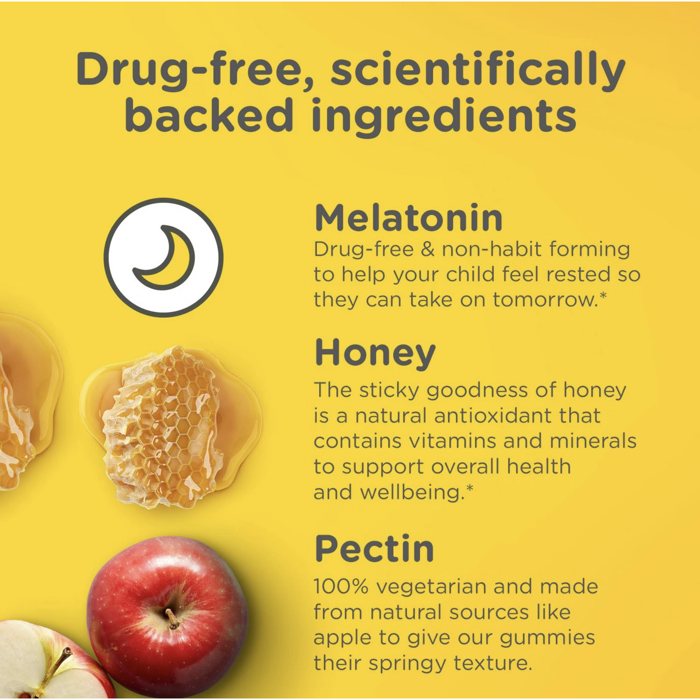 Drug-free, scientifically
backed ingredients
Melatonin
Drug-free & non-habit forming
to help your child feel rested so
they can take on tomorrow.*
Honey
The sticky goodness of honey
is a natural antioxidant that
contains vitamins and minerals
to support overall health
and wellbeing.*
Pectin
100% vegetarian and made
from natural sources like
apple to give our gummies
their springy texture.